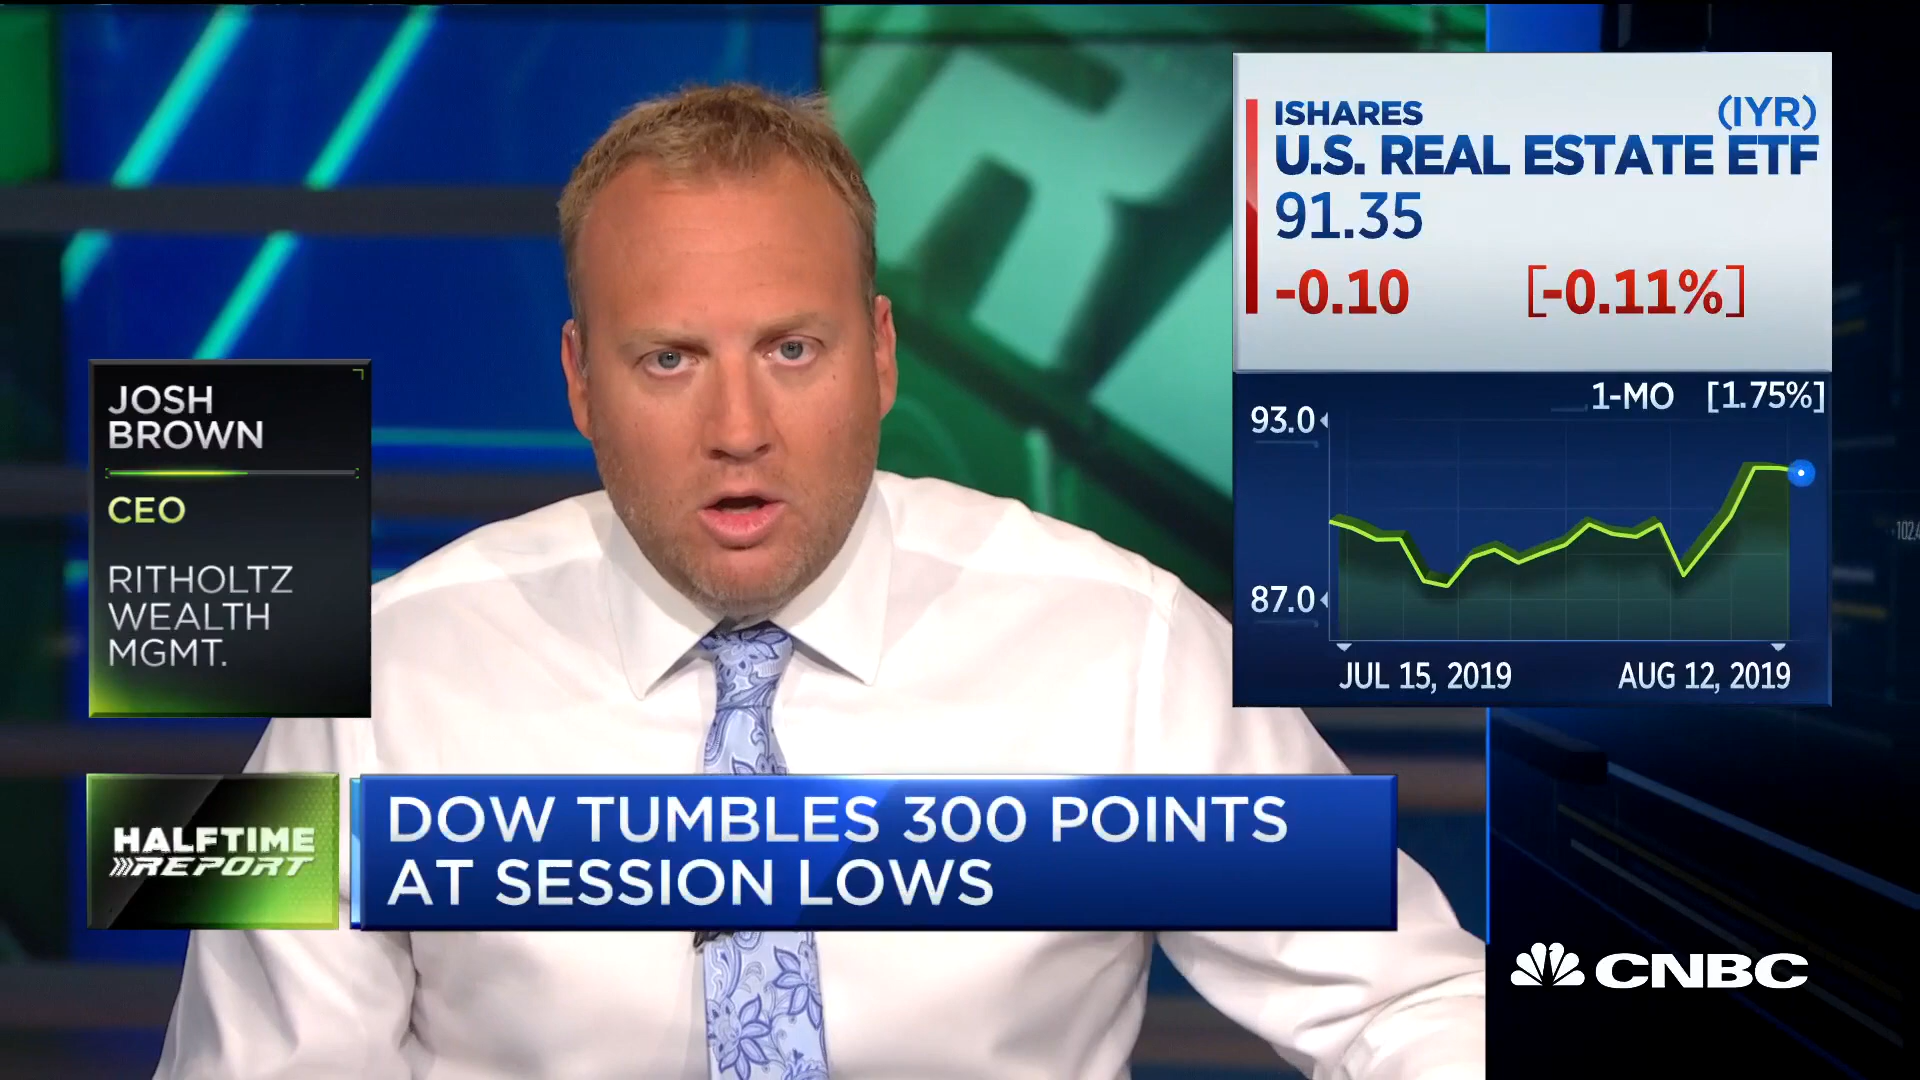 JOSH
BROWN
CEO
RITHOLTZ
WEALTH
MGMT.
ISHARES (IYR)
U.S. REAL ESTATE ETF
91.35
-0.10 [-0.11%]
1-MO [1.75%]
93.0
87.0
JUL 15, 2019 AUG 12, 2019
HALFTIME
REPORT
DOW TUMBLES 300 POINTS
AT SESSION LOWS
CNBC